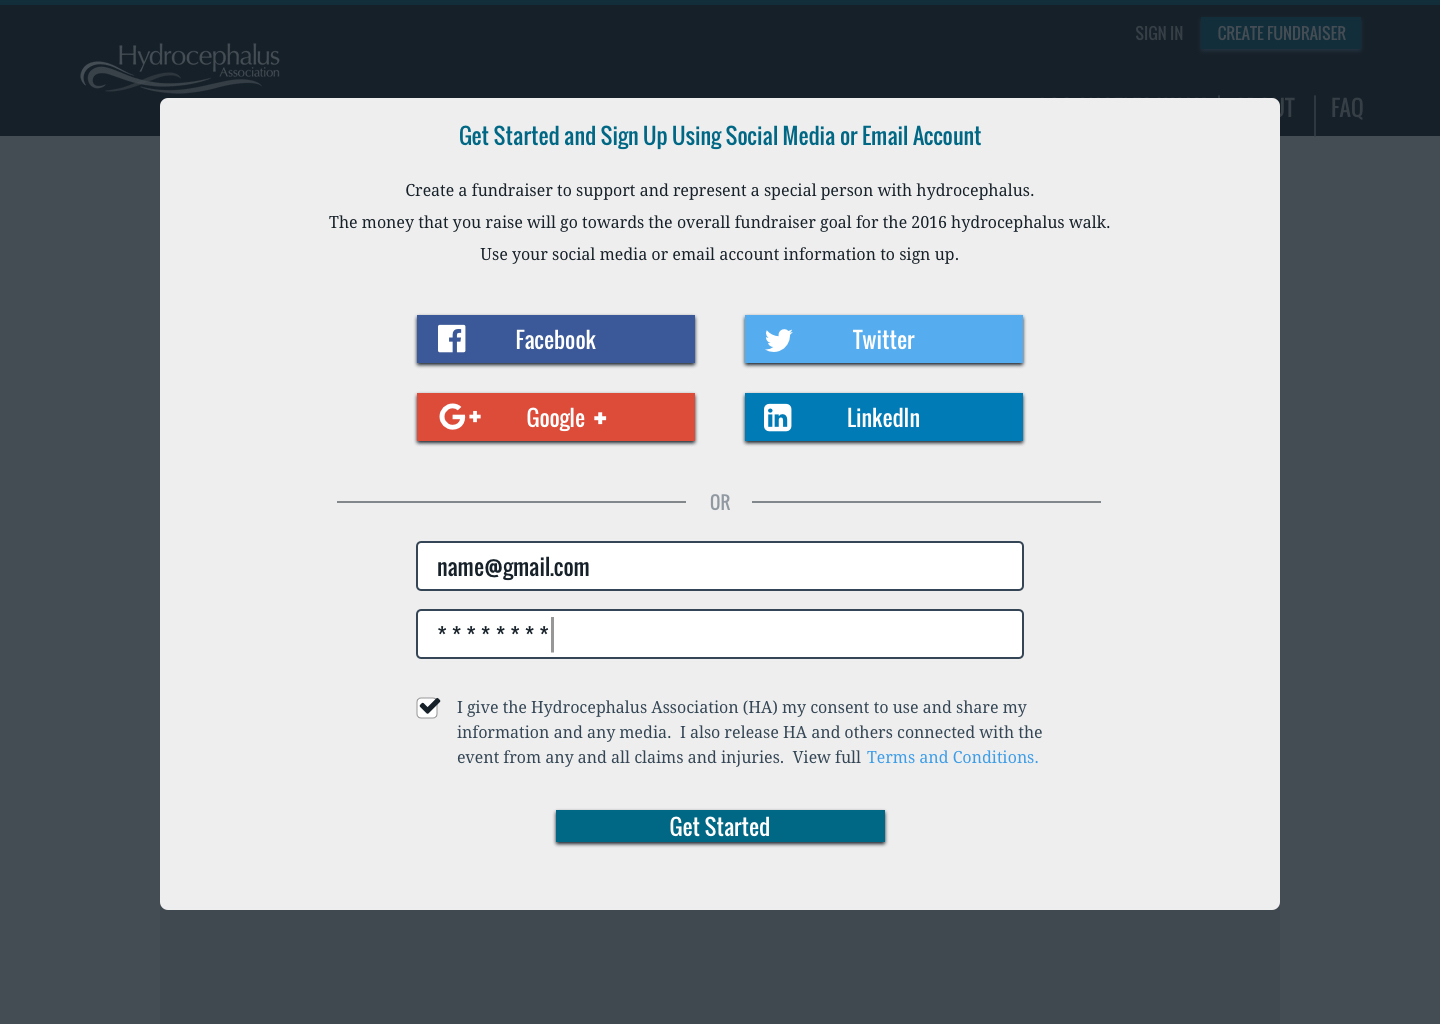 Hydrocephalus
Association
SIGN IN
CREATE FUNDRAISER
FAQ
Get Started and Sign Up Using Social Media or Email Account
Create a fundraiser to support and represent a special person with hydrocephalus.
The money that you raise will go towards the overall fundraiser goal for the 2016 hydrocephalus walk.
Use your social media or email account information to sign up.
Facebook
Twitter
G+ Google +
in LinkedIn
OR
name@gmail.com
********
I give the Hydrocephalus Association (HA) my consent to use and share my
information and any media. I also release HA and others connected with the
event from any and all claims and injuries. View full Terms and Conditions.
Get Started